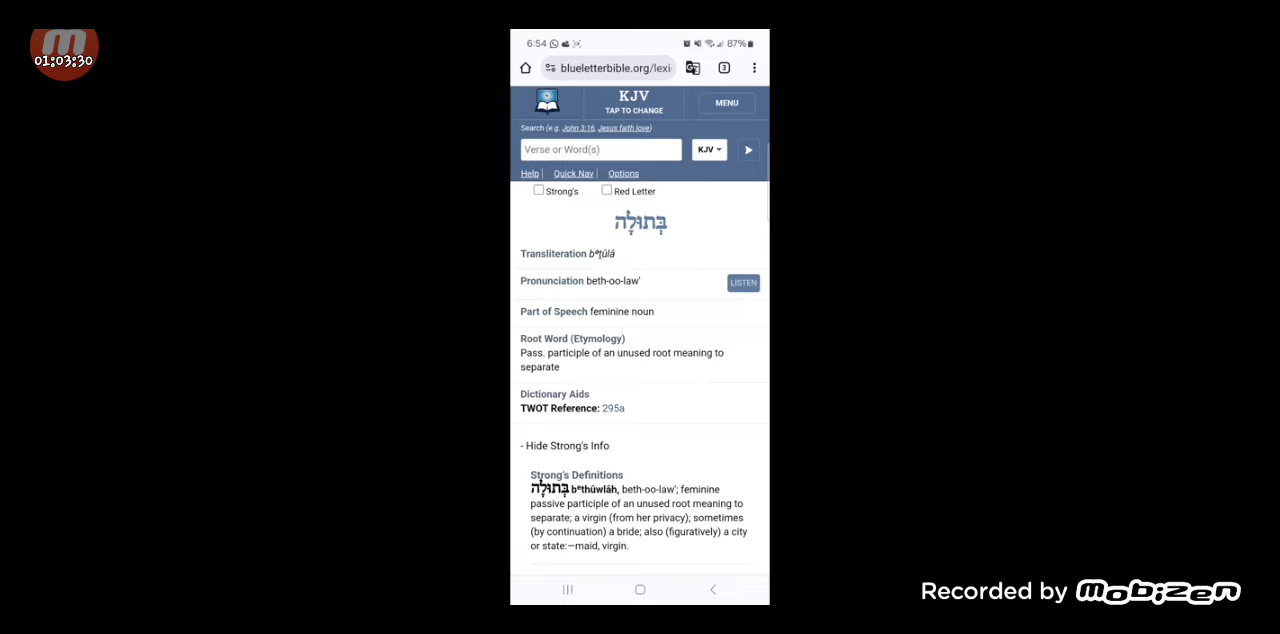 01:03:30
6:54
87%
blueletterbible.org/lexi
3
KJV
TAP TO CHANGE
MENU
Search (e.g. John 3:16, Jesus faith love)
Verse or Word(s)
KJV
Help | Quick Nav | Options
Strong's Red Letter
בְּתוּלָה
Transliteration bᵊṯûlâ
Pronunciation beth-oo-law'
LISTEN
Part of Speech feminine noun
Root Word (Etymology)
Pass. participle of an unused root meaning to
separate
Dictionary Aids
TWOT Reference: 295a
- Hide Strong's Info
Strong's Definitions
בְּתוּלָה bᵉthûwlâh, beth-oo-law'; feminine
passive participle of an unused root meaning to
separate; a virgin (from her privacy); sometimes
(by continuation) a bride; also (figuratively) a city
or state:—maid, virgin.
Recorded by mobizen